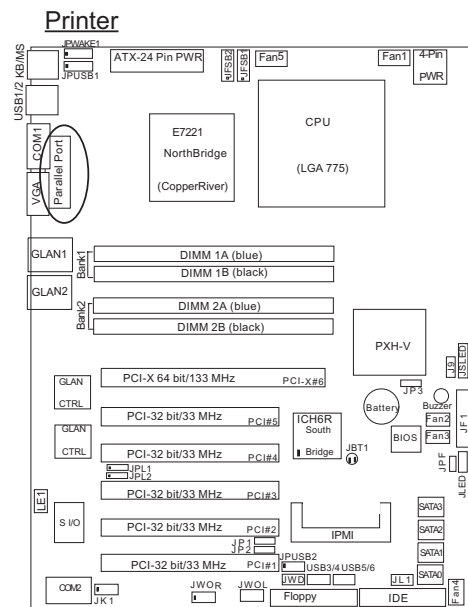 Printer
JPWAKE1
JPUSB1
KB/MS
USB1/2
ATX-24 Pin PWR
JFSB2
JFSB1
Fan5
Fan1
4-Pin
PWR
COM1
VGA
Parallel Port
E7221
NorthBridge
(CopperRiver)
CPU
(LGA 775)
GLAN1
GLAN2
Bank1
DIMM 1A (blue)
DIMM 1B (black)
Bank2
DIMM 2A (blue)
DIMM 2B (black)
PXH-V
J9
JSLED
JP3
GLAN
CTRL
PCI-X 64 bit/133 MHz
PCI-X#6
Battery
Buzzer
Fan2
Fan3
JF1
GLAN
CTRL
PCI-32 bit/33 MHz
PCI#5
ICH6R
South
Bridge
BIOS
JBT1
PCI-32 bit/33 MHz
PCI#4
JPL1
JPL2
JPF
JLED
LE1
PCI-32 bit/33 MHz
PCI#3
S I/O
PCI-32 bit/33 MHz
PCI#2
IPMI
SATA3
SATA2
SATA1
SATA0
JP1
JP2
PCI-32 bit/33 MHz
PCI#1
JPUSB2
USB3/4
USB5/6
COM2
JK1
JWOR
JWOL
JWD
JL1
Floppy
IDE
Fan4